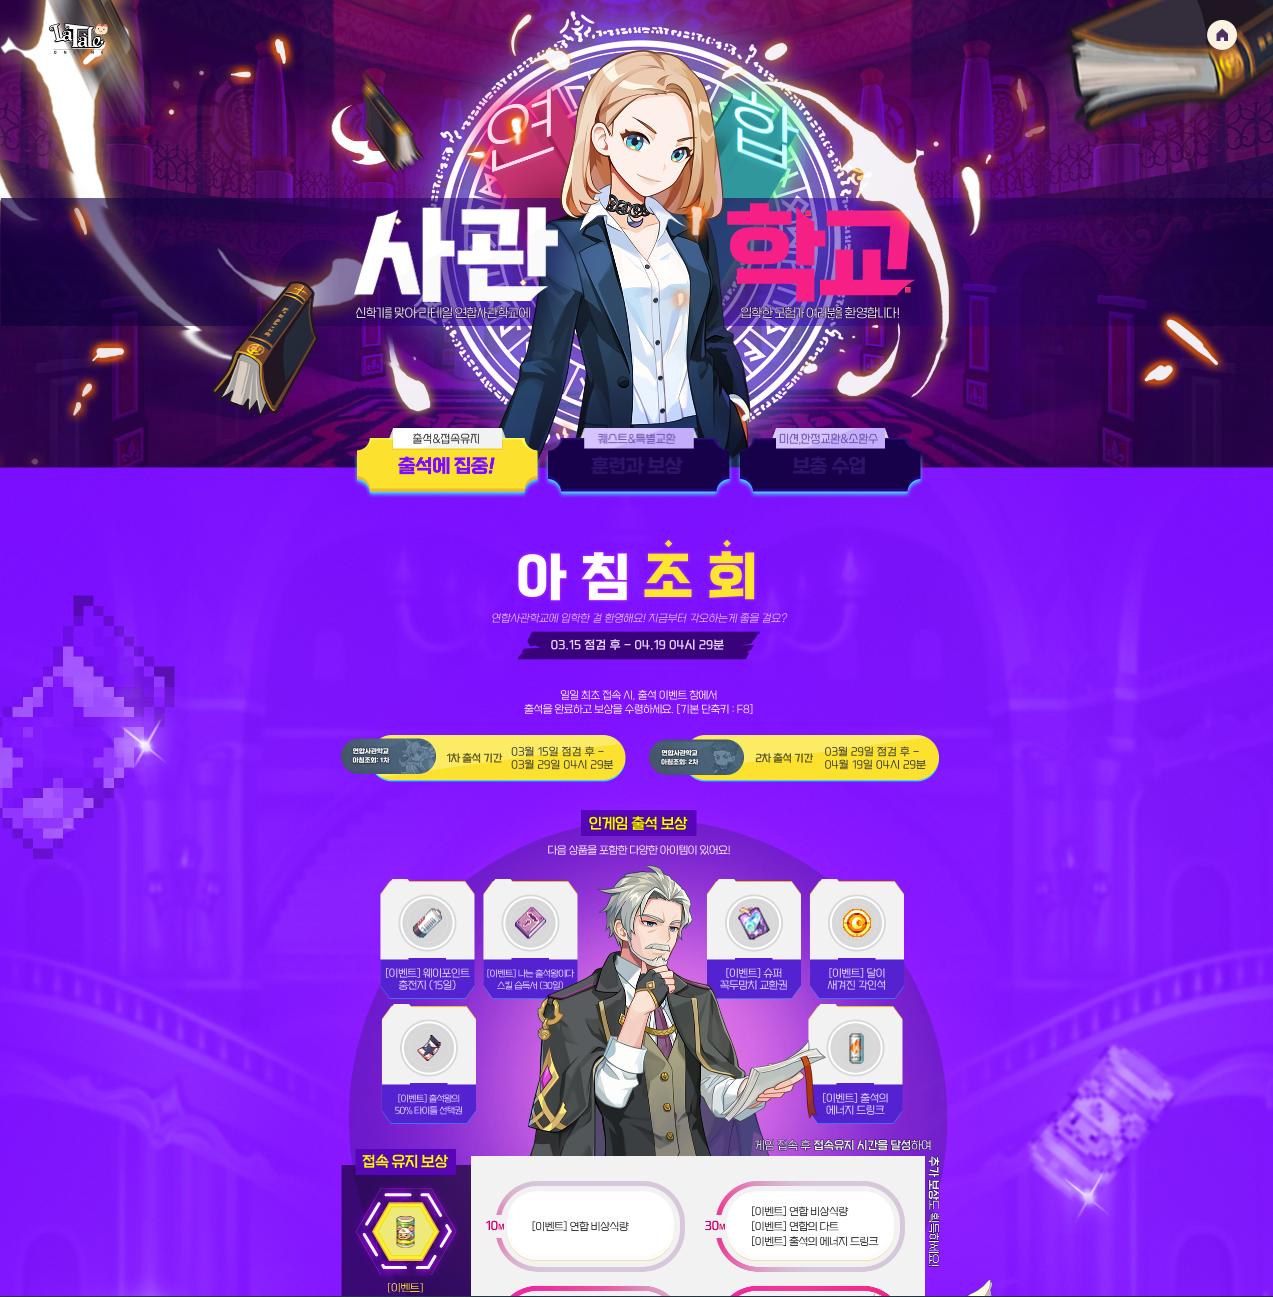 LaTale
연 합
사관 학교
신학기를 맞아 라테일 연합사관학교에
입학한 모험가 여러분을 환영합니다!
출석&접속유지
출석에 집중!
퀘스트&특별교환
훈련과 보상
미션,한정교환&소환수
보충 수업
아침조회
연합사관학교에 입학한 걸 환영해요! 지금부터 각오하는게 좋을 걸요?
03.15 점검 후 - 04.19 04시 29분
일일 최초 접속 시, 출석 이벤트 창에서
출석을 완료하고 보상을 수령하세요. [기본 단축키 : F8]
연합사관학교
아침조회: 1차
1차 출석 기간
03월 15일 점검 후 -
03월 29일 04시 29분
연합사관학교
아침조회: 2차
2차 출석 기간
03월 29일 점검 후 -
04월 19일 04시 29분
인게임 출석 보상
다음 상품을 포함한 다양한 아이템이 있어요!
[이벤트] 웨이포인트
충전지 (15일)
[이벤트] 나는 출석왕이다
스킬 습득서 (30일)
[이벤트] 슈퍼
꼭두망치 교환권
[이벤트] 달이
새겨진 각인석
[이벤트] 출석왕의
50% 타이틀 선택권
[이벤트] 출석의
에너지 드링크
게임 접속 후 접속유지 시간을 달성하여
추가 보상도 획득하세요!
접속 유지 보상
[이벤트]
10M
[이벤트] 연합 비상식량
30M
[이벤트] 연합 비상식량
[이벤트] 연합의 다트
[이벤트] 출석의 에너지 드링크